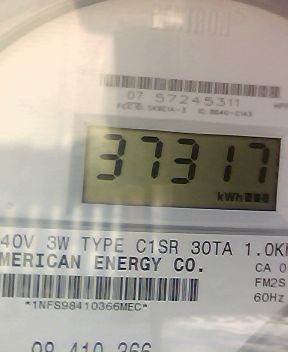 07 57245311
37317
kWh
40V 3W TYPE C1SR 30TA 1.0K
MERICAN ENERGY CO.
CA 0
FM2S
60Hz
*1NFS98410366MEC*
98 410 366